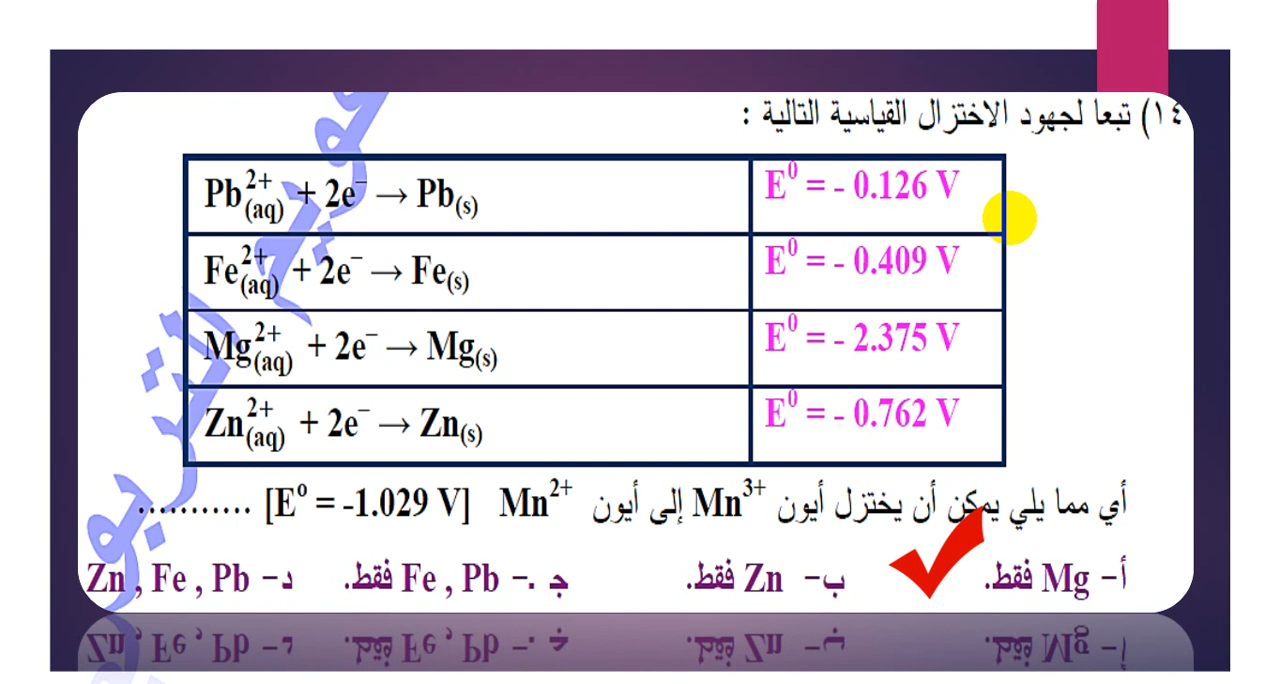 ١٤) تبعا لجهود الاختزال القياسية التالية :
Pb²⁺(aq) + 2e⁻ → Pb(s) E⁰ = - 0.126 V
Fe²⁺(aq) + 2e⁻ → Fe(s) E⁰ = - 0.409 V
Mg²⁺(aq) + 2e⁻ → Mg(s) E⁰ = - 2.375 V
Zn²⁺(aq) + 2e⁻ → Zn(s) E⁰ = - 0.762 V
أي مما يلي يمكن أن يختزل أيون Mn³⁺ إلى أيون Mn²⁺ [E⁰ = -1.029 V] ...........
أ- Mg فقط. ب- Zn فقط. ج .- Fe , Pb فقط. د- Zn , Fe , Pb